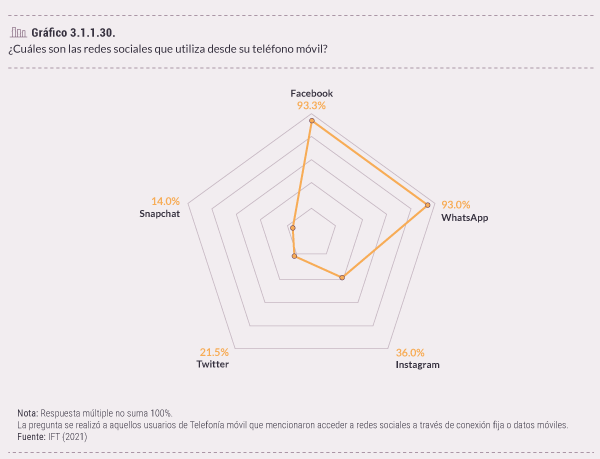 Gráfico 3.1.1.30.
¿Cuáles son las redes sociales que utiliza desde su teléfono móvil?
Facebook
93.3%
14.0%
Snapchat
93.0%
WhatsApp
21.5%
Twitter
36.0%
Instagram
Nota: Respuesta múltiple no suma 100%.
La pregunta se realizó a aquellos usuarios de Telefonía móvil que mencionaron acceder a redes sociales a través de conexión fija o datos móviles.
Fuente: IFT (2021)